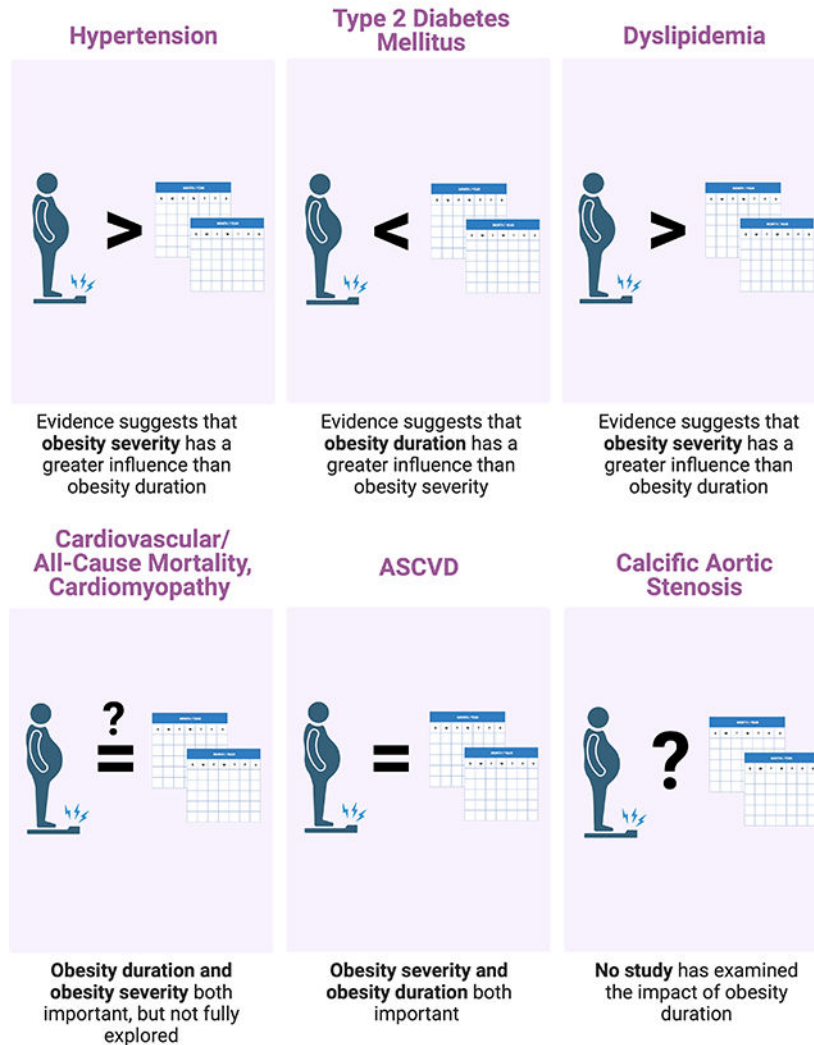 Hypertension
Type 2 Diabetes
Mellitus
Dyslipidemia
>
<
>
Evidence suggests that
obesity severity has a
greater influence than
obesity duration
Evidence suggests that
obesity duration has a
greater influence than
obesity severity
Evidence suggests that
obesity severity has a
greater influence than
obesity duration
Cardiovascular/
All-Cause Mortality,
Cardiomyopathy
ASCVD
Calcific Aortic
Stenosis
?
=
=
?
Obesity duration and
obesity severity both
important, but not fully
explored
Obesity severity and
obesity duration both
important
No study has examined
the impact of obesity
duration